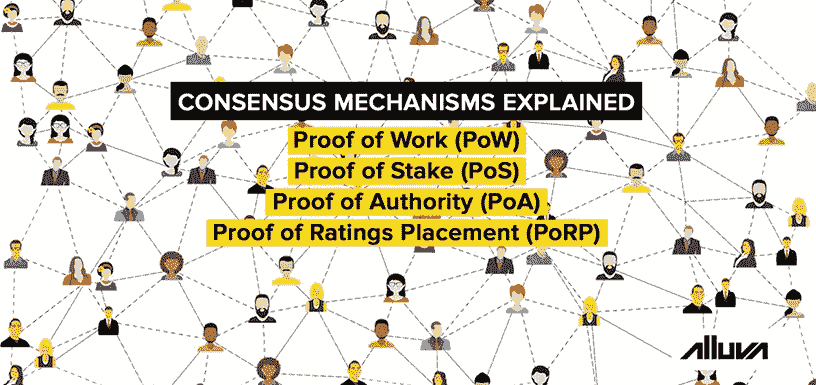 CONSENSUS MECHANISMS EXPLAINED
Proof of Work (PoW)
Proof of Stake (PoS)
Proof of Authority (PoA)
Proof of Ratings Placement (PoRP)
Alluva